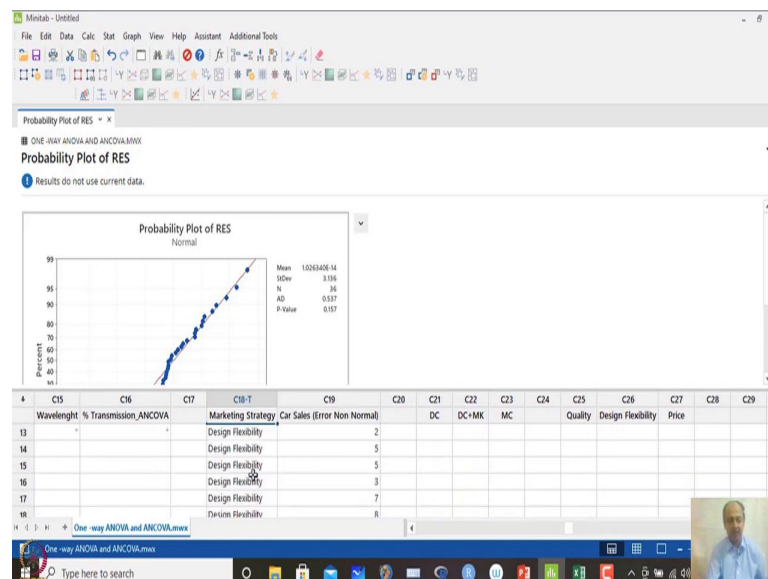 Minitab - Untitled
File Edit Data Calc Stat Graph View Help Assistant Additional Tools
Probability Plot of RES
ONE -WAY ANOVA AND ANCOVA.MWX
Probability Plot of RES
Results do not use current data.
Probability Plot of RES
Normal
Mean 1.026340E-14
StDev 3.136
N 36
AD 0.537
P-Value 0.157
Percent
99
95
90
80
70
60
50
40
30
C15 C16 C17 C18-T C19 C20 C21 C22 C23 C24 C25 C26 C27 C28 C29
Wavelenght % Transmission_ANCOVA Marketing Strategy Car Sales (Error Non Normal) DC DC+MK MC Quality Design Flexibility Price
13 * * Design Flexibility 2
14 Design Flexibility 5
15 Design Flexibility 5
16 Design Flexibility 3
17 Design Flexibility 7
18 Design Flexibility 8
One -way ANOVA and ANCOVA.mwx
One -way ANOVA and ANCOVA.mwx
Type here to search